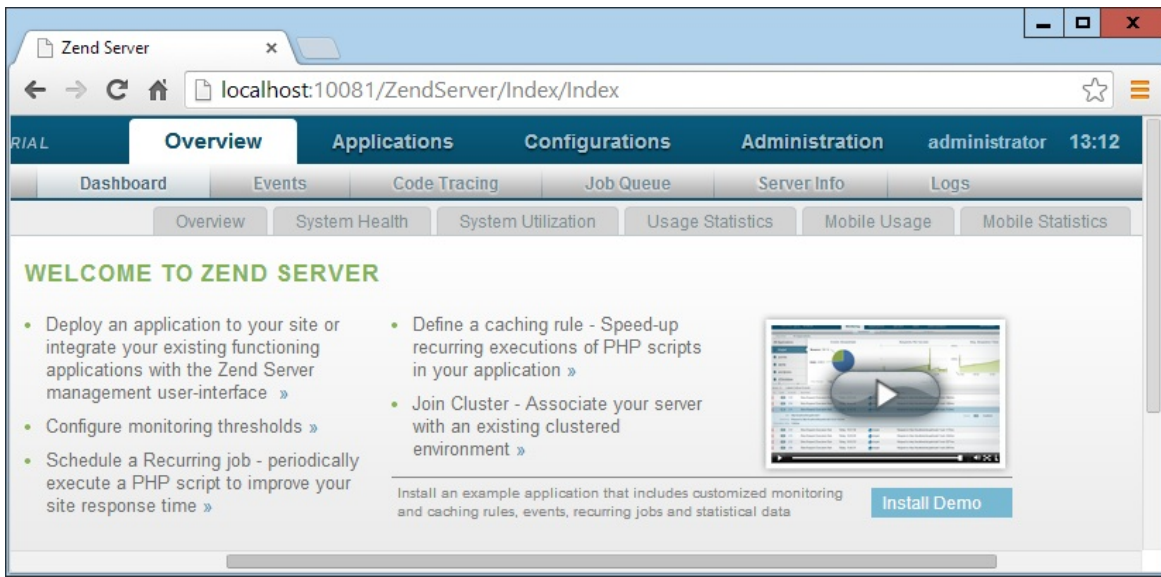 Zend Server
localhost:10081/ZendServer/Index/Index
RIAL Overview Applications Configurations Administration administrator 13:12
Dashboard Events Code Tracing Job Queue Server Info Logs
Overview System Health System Utilization Usage Statistics Mobile Usage Mobile Statistics
WELCOME TO ZEND SERVER
• Deploy an application to your site or
integrate your existing functioning
applications with the Zend Server
management user-interface »
• Configure monitoring thresholds »
• Schedule a Recurring job - periodically
execute a PHP script to improve your
site response time »
• Define a caching rule - Speed-up
recurring executions of PHP scripts
in your application »
• Join Cluster - Associate your server
with an existing clustered
environment »
Install an example application that includes customized monitoring
and caching rules, events, recurring jobs and statistical data
Install Demo